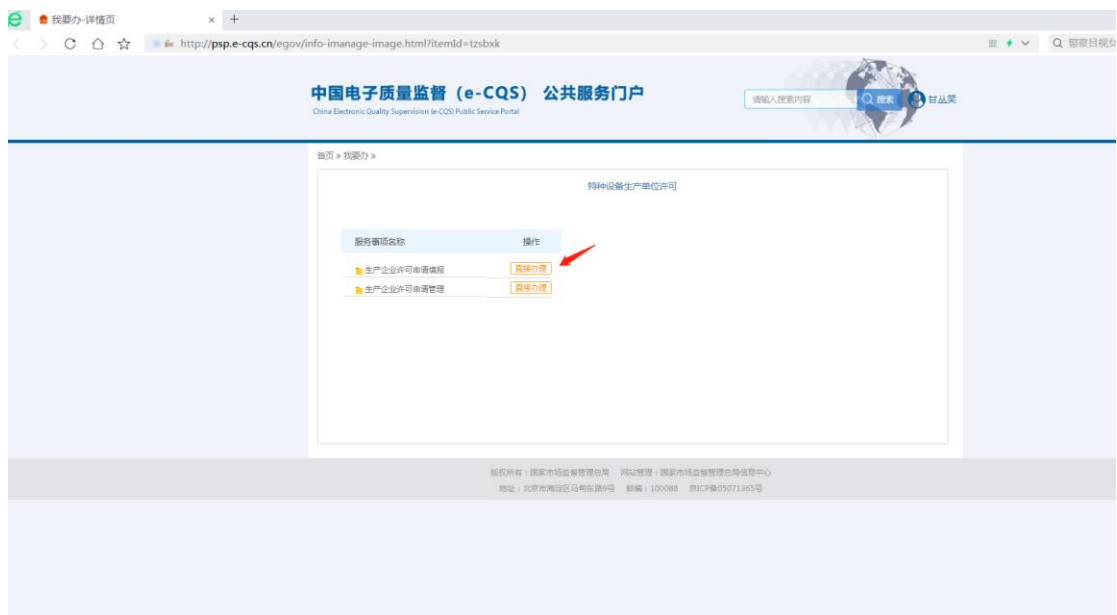 我要办-详情页
http://psp.e-cqs.cn/egov/info-imanage-image.html?itemId=tzsbxk
警察目视女
中国电子质量监督（e-CQS） 公共服务门户
China Electronic Quality Supervision (e-CQS) Public Service Portal
请输入搜索内容
搜索
甘丛笑
首页 » 我要办 »
特种设备生产单位许可
服务事项名称 操作
生产企业许可申请填报 直接办理
生产企业许可申请管理 直接办理
版权所有：国家市场监督管理总局 网站管理：国家市场监督管理总局信息中心
地址：北京市海淀区马甸东路9号 邮编：100088 京ICP备05071365号